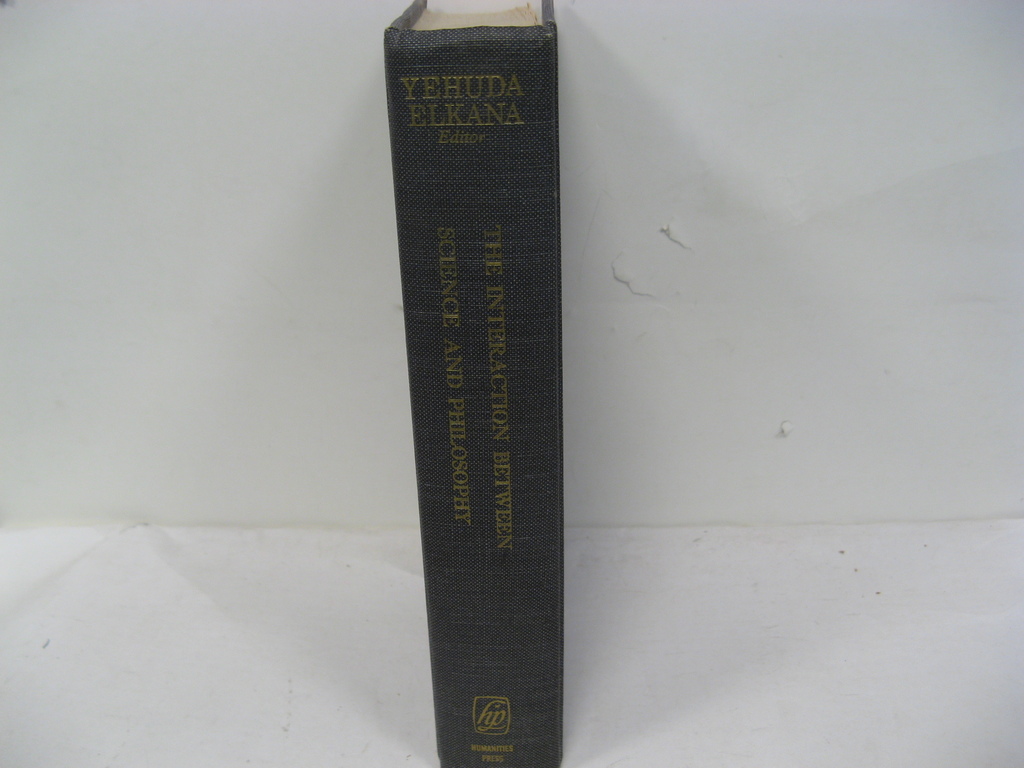 YEHUDA
ELKANA
Editor
THE INTERACTION BETWEEN
SCIENCE AND PHILOSOPHY
hp
HUMANITIES
PRESS